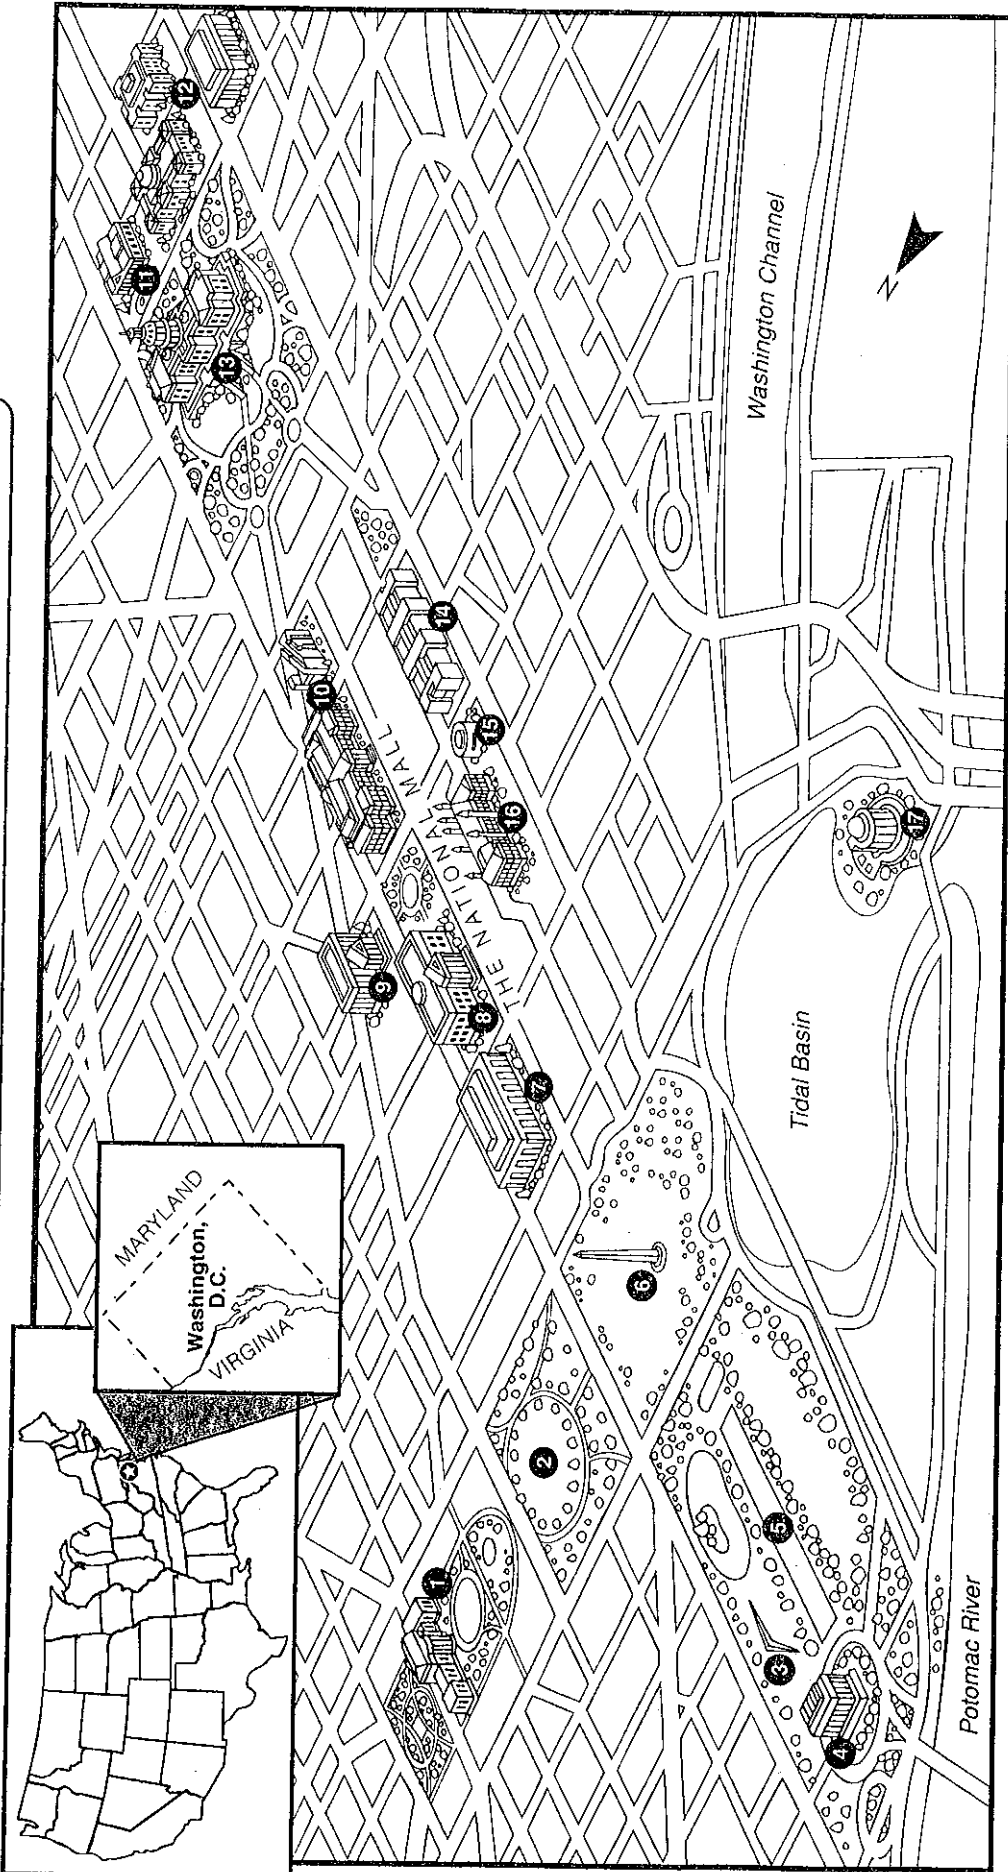 MARYLAND
Washington,
D.C.
VIRGINIA
1
2
3
4
5
6
7
8
9
10
11
12
13
14
15
16
17
THE NATIONAL MALL
Tidal Basin
Washington Channel
Potomac River
N